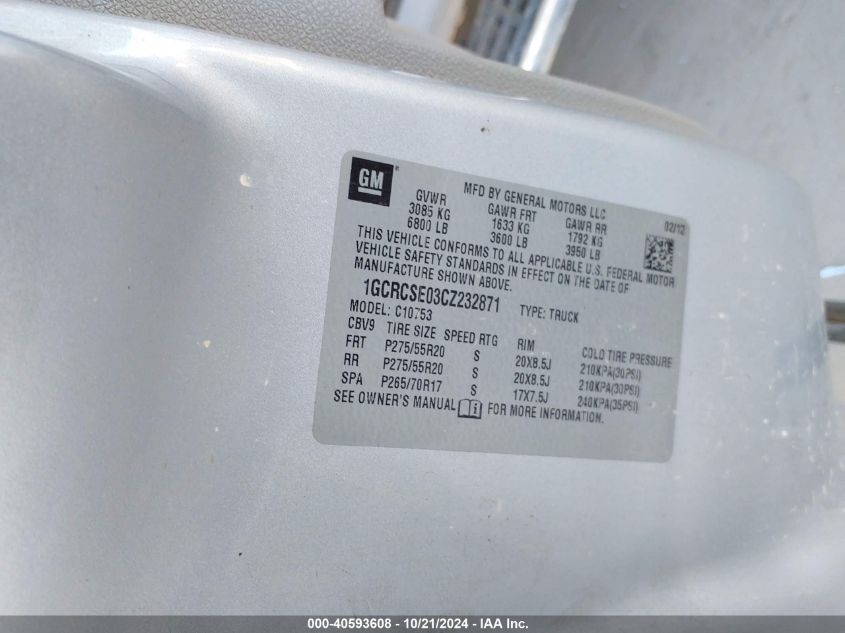 GM
MFD BY GENERAL MOTORS LLC 02/12
GVWR GAWR FRT GAWR RR
3085 KG 1633 KG 1792 KG
6800 LB 3600 LB 3950 LB
THIS VEHICLE CONFORMS TO ALL APPLICABLE U.S. FEDERAL MOTOR
VEHICLE SAFETY STANDARDS IN EFFECT ON THE DATE OF
MANUFACTURE SHOWN ABOVE.
1GCRCSE03CZ232871 TYPE: TRUCK
MODEL: C10753
CBV9 TIRE SIZE SPEED RTG RIM COLD TIRE PRESSURE
FRT P275/55R20 S 20X8.5J 210KPA(30PSI)
RR P275/55R20 S 20X8.5J 210KPA(30PSI)
SPA P265/70R17 S 17X7.5J 240KPA(35PSI)
SEE OWNER'S MANUAL i FOR MORE INFORMATION.
000-40593608 - 10/21/2024 - IAA Inc.